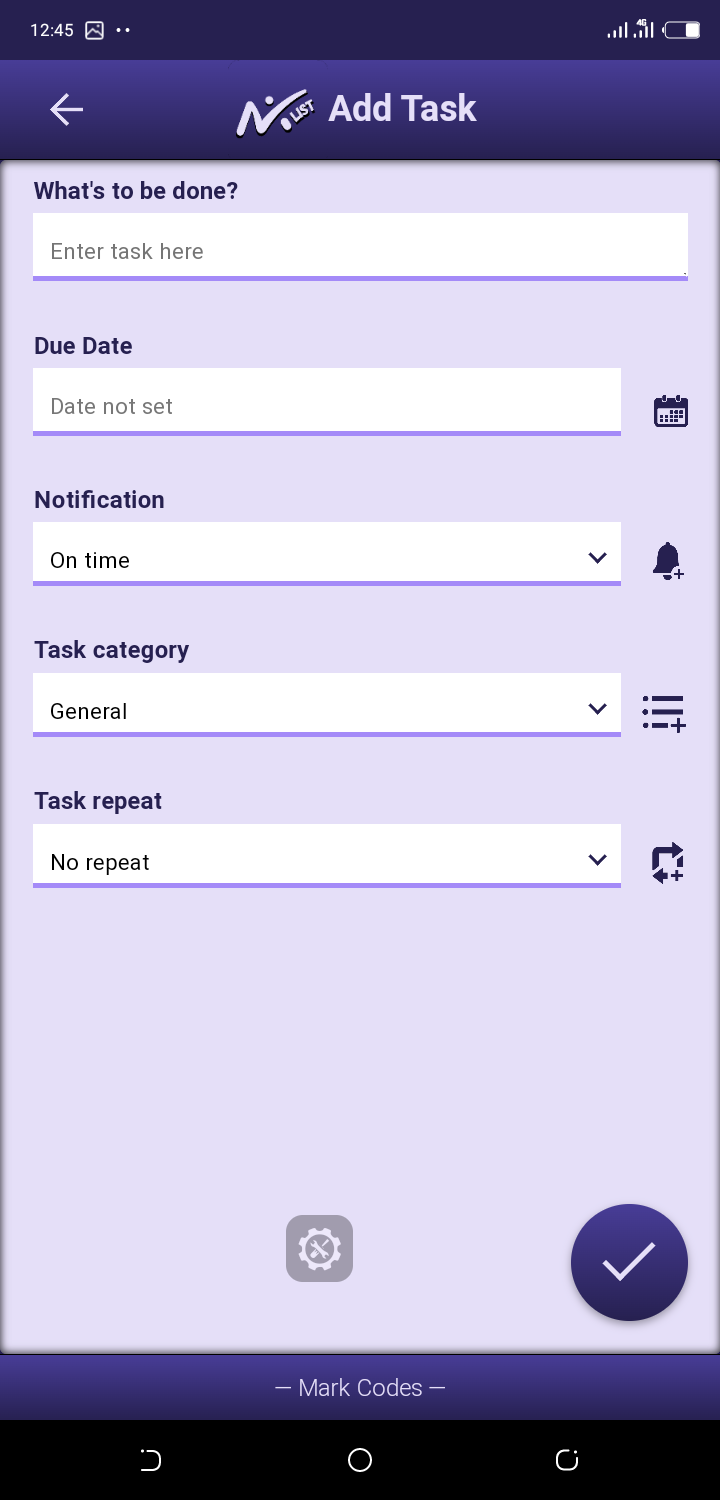 12:45
4G
LIST
Add Task
What's to be done?
Enter task here
Due Date
Date not set
Notification
On time
Task category
General
Task repeat
No repeat
— Mark Codes —